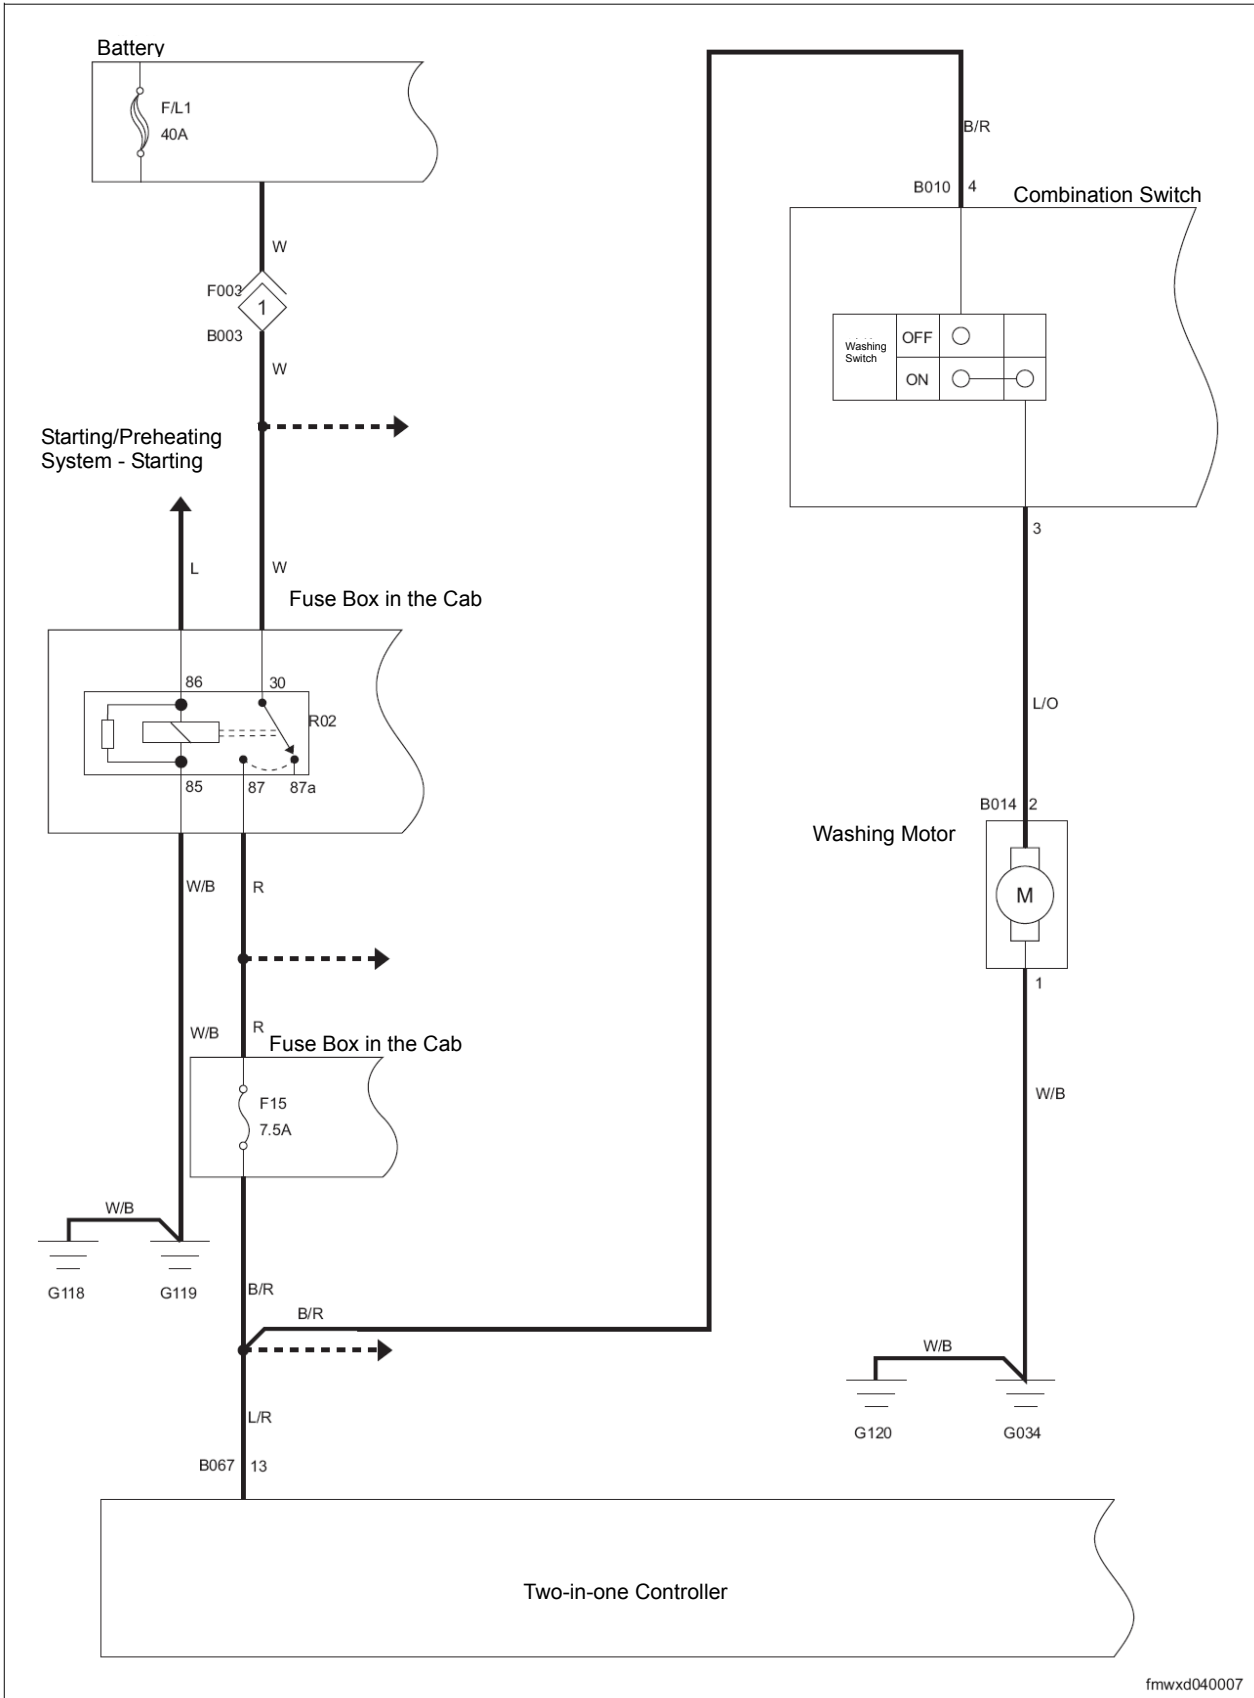 Battery
F/L1
40A
B/R
B010 4
Combination Switch
W
F003
1
B003
OFF
Washing
Switch
ON
W
Starting/Preheating
System - Starting
3
L
W
Fuse Box in the Cab
86
30
R02
L/O
85
87
87a
B014 2
Washing Motor
W/B
R
M
1
W/B
R
Fuse Box in the Cab
F15
7.5A
W/B
W/B
G118
G119
B/R
B/R
W/B
L/R
G120
G034
B067 13
Two-in-one Controller
fmwxd040007